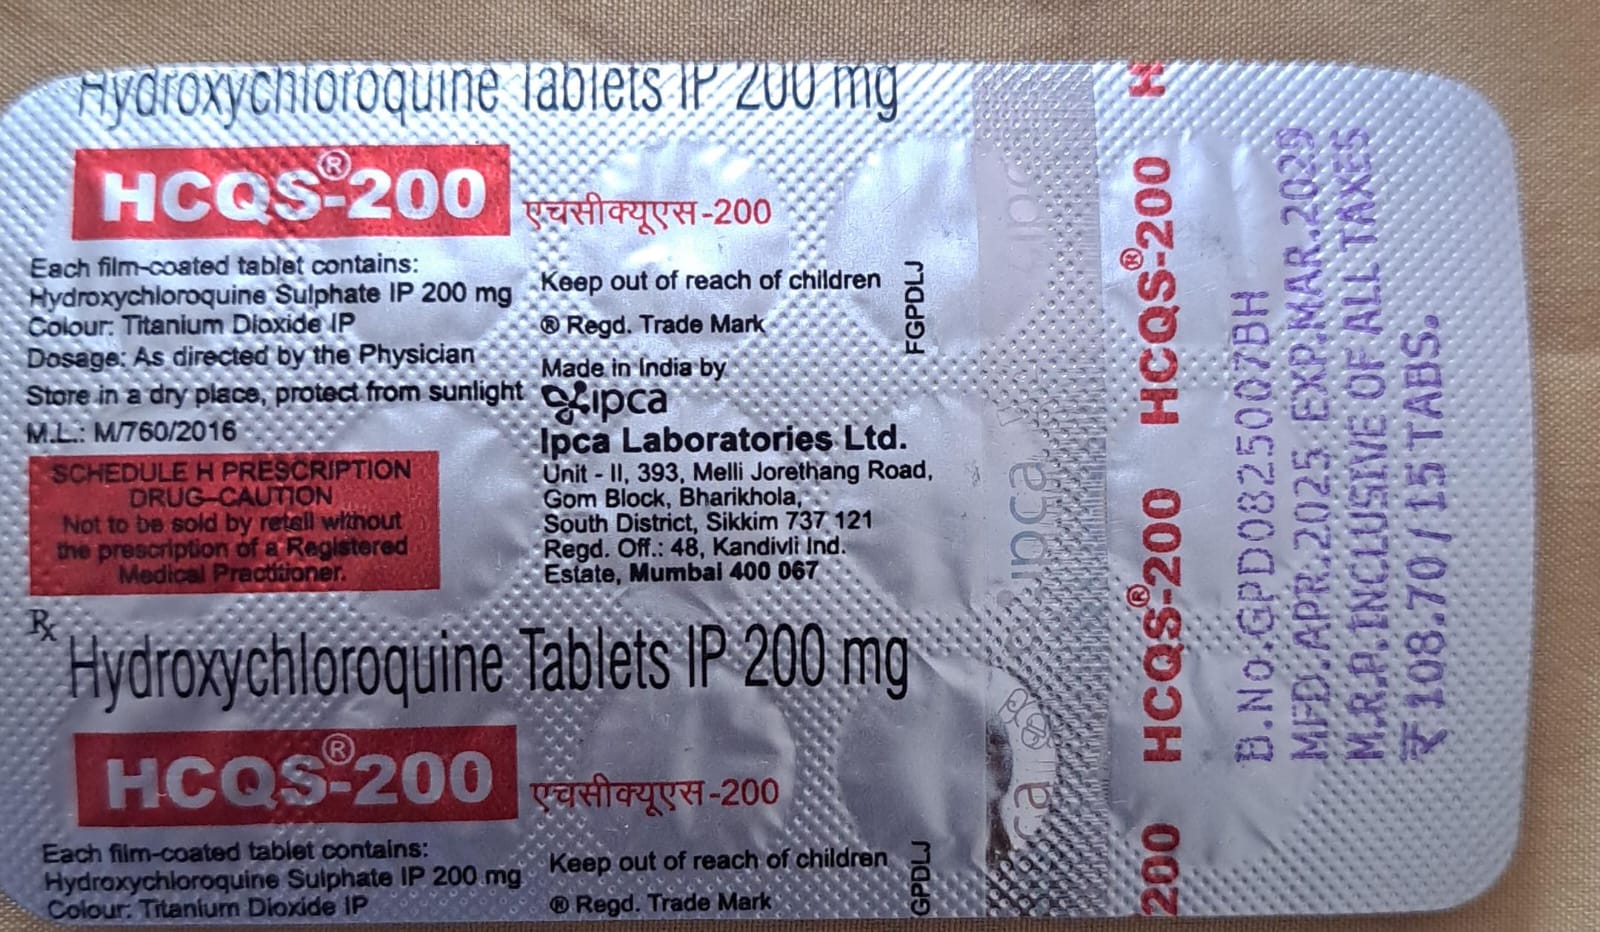 Hydroxychloroquine Tablets IP 200 mg
HCQS®-200
एचसीक्यूएस-200
Each film-coated tablet contains:
Hydroxychloroquine Sulphate IP 200 mg
Colour: Titanium Dioxide IP
Dosage: As directed by the Physician
Store in a dry place, protect from sunlight
M.L.: M/760/2016
SCHEDULE H PRESCRIPTION
DRUG-CAUTION
Not to be sold by retail without
the prescription of a Registered
Medical Practitioner.
Keep out of reach of children
® Regd. Trade Mark
Made in India by
ipca
Ipca Laboratories Ltd.
Unit - II, 393, Melli Jorethang Road,
Gom Block, Bharikhola,
South District, Sikkim 737 121
Regd. Off.: 48, Kandivli Ind.
Estate, Mumbai 400 067
FGPDLJ
Rx
Hydroxychloroquine Tablets IP 200 mg
HCQS®-200
एचसीक्यूएस-200
Each film-coated tablet contains:
Hydroxychloroquine Sulphate IP 200 mg
Colour: Titanium Dioxide IP
Keep out of reach of children
® Regd. Trade Mark
GPDLJ
ipc
ipca
ca
200 HCQS®-200 HCQS®-200 H
B.No.GPD0825007BH
MFD.APR.2025 EXP.MAR.2029
M.R.P.INCLUSIVE OF ALL TAXES
₹ 108.70/15TABS.